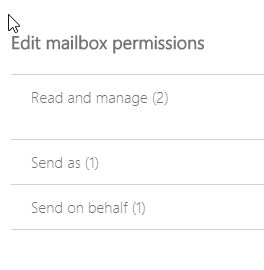 Edit mailbox permissions
Read and manage (2)
Send as (1)
Send on behalf (1)